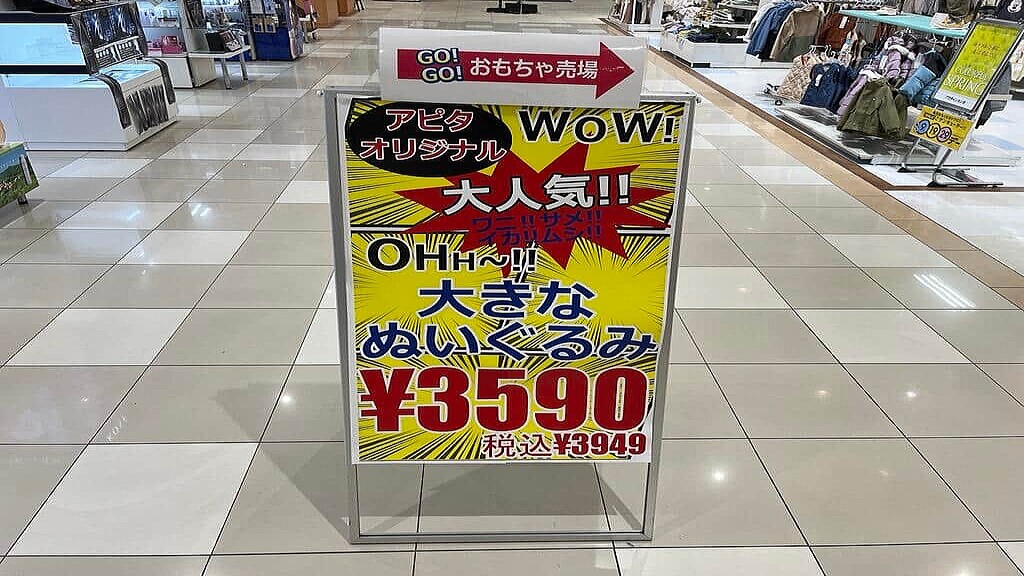 GO!
GO! おもちゃ売場
アピタ
オリジナル
WOW!
大人気!!
ワニ!!サメ!!
イカリムシ!!
OHH〜!!
大きな
ぬいぐるみ
¥3590
税込¥3949
SPRING